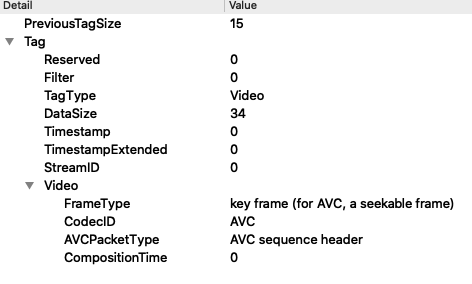 Detail Value
PreviousTagSize 15
Tag
Reserved 0
Filter 0
TagType Video
DataSize 34
Timestamp 0
TimestampExtended 0
StreamID 0
Video
FrameType key frame (for AVC, a seekable frame)
CodecID AVC
AVCPacketType AVC sequence header
CompositionTime 0